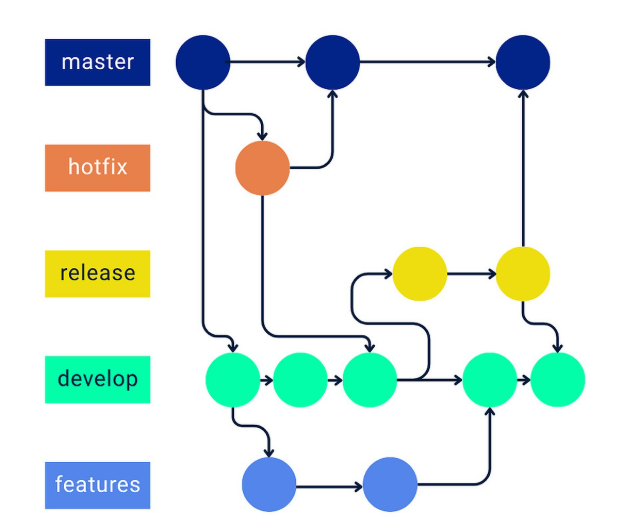 master
hotfix
release
develop
features